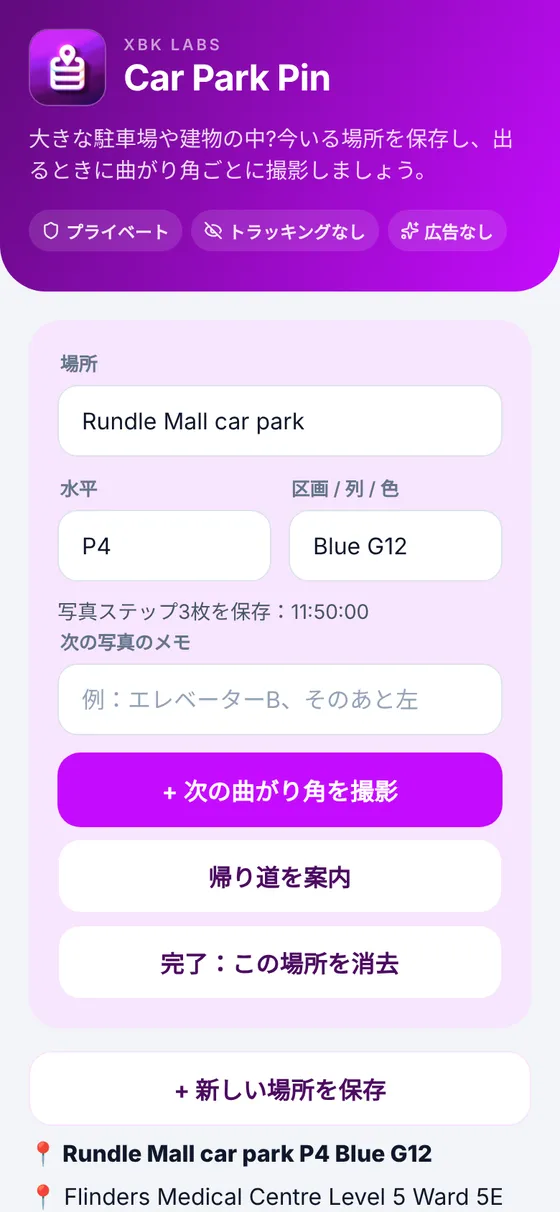 XBK LABS
Car Park Pin
大きな駐車場や建物の中?今いる場所を保存し、出
るときに曲がり角ごとに撮影しましょう。
プライベート トラッキングなし 広告なし
場所
Rundle Mall car park
水平 区画 / 列 / 色
P4 Blue G12
写真ステップ3枚を保存：11:50:00
次の写真のメモ
例：エレベーターB、そのあと左
+ 次の曲がり角を撮影
帰り道を案内
完了：この場所を消去
+ 新しい場所を保存
Rundle Mall car park P4 Blue G12
Flinders Medical Centre Level 5 Ward 5E